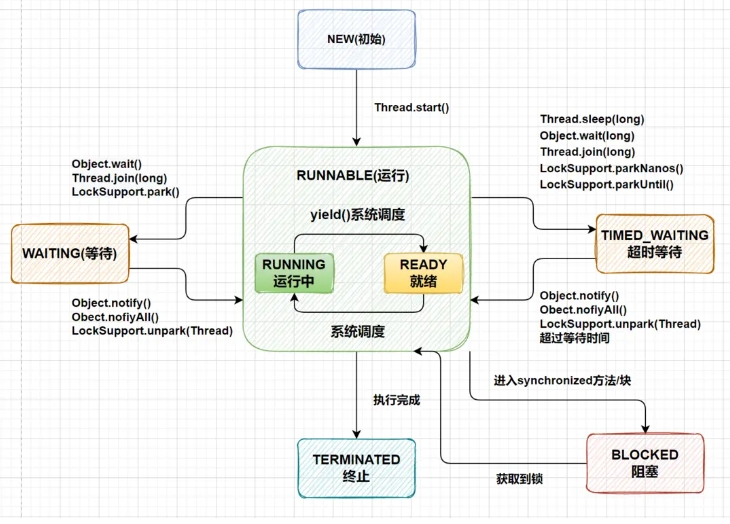 NEW(初始)
Thread.start()
Thread.sleep(long)
Object.wait(long)
Thread.join(long)
LockSupport.parkNanos()
LockSupport.parkUntil()
Object.wait()
Thread.join(long)
LockSupport.park()
RUNNABLE(运行)
yield()系统调度
RUNNING
运行中
READY
就绪
系统调度
WAITING(等待)
TIMED_WAITING
超时等待
Object.notify()
Obect.nofiyAll()
LockSupport.unpark(Thread)
Object.notify()
Obect.nofiyAll()
LockSupport.unpark(Thread)
超过等待时间
进入synchronized方法/块
执行完成
TERMINATED
终止
BLOCKED
阻塞
获取到锁